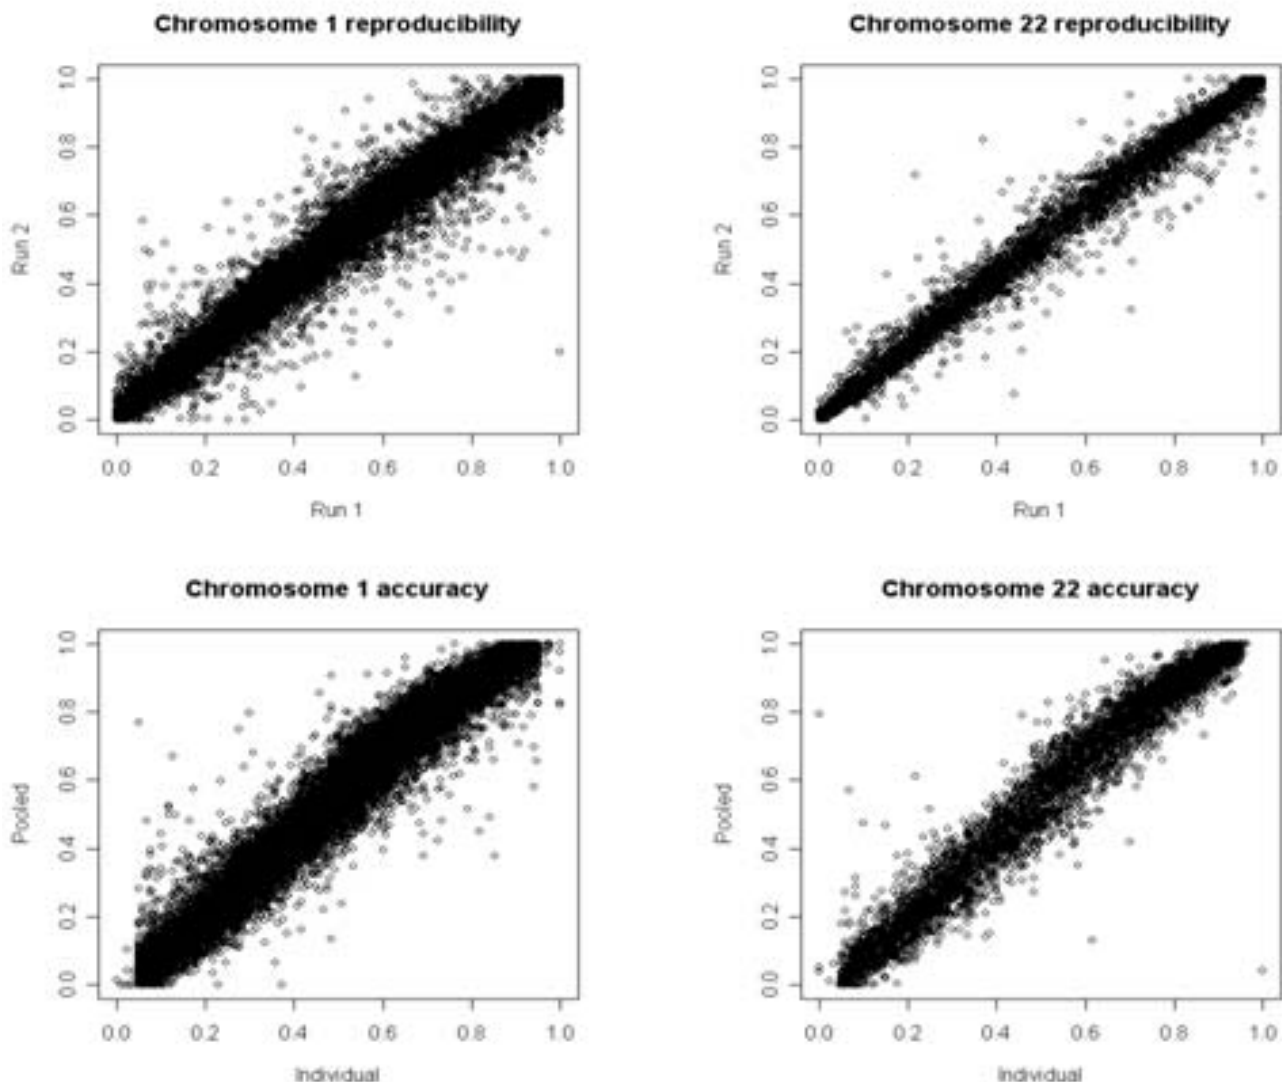 Chromosome 1 reproducibility
1.0
0.8
0.6
0.4
0.2
0.0
Run 2
0.0 0.2 0.4 0.6 0.8 1.0
Run 1
Chromosome 22 reproducibility
1.0
0.8
0.6
0.4
0.2
0.0
Run 2
0.0 0.2 0.4 0.6 0.8 1.0
Run 1
Chromosome 1 accuracy
1.0
0.8
0.6
0.4
0.2
0.0
Pooled
0.0 0.2 0.4 0.6 0.8 1.0
Individual
Chromosome 22 accuracy
1.0
0.8
0.6
0.4
0.2
0.0
Pooled
0.0 0.2 0.4 0.6 0.8 1.0
Individual